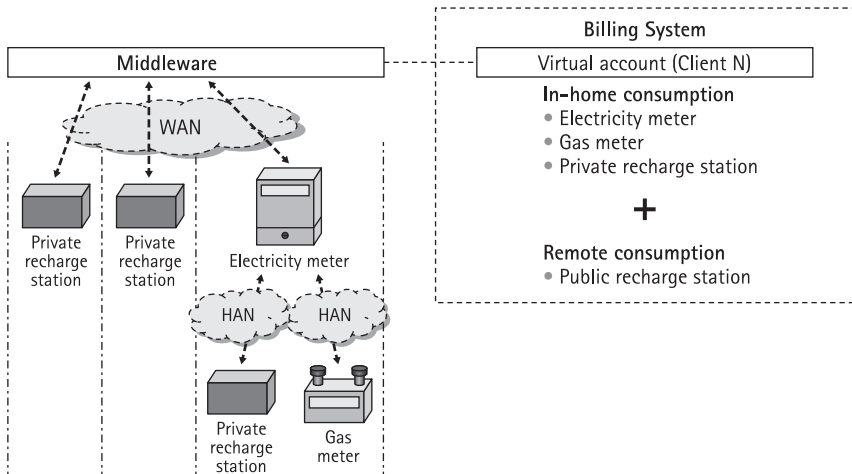 Billing System
Middleware
Virtual account (Client N)
In-home consumption
• Electricity meter
• Gas meter
• Private recharge station
+
Remote consumption
• Public recharge station
WAN
Private
recharge
station
Private
recharge
station
Electricity meter
HAN
HAN
Private
recharge
station
Gas
meter